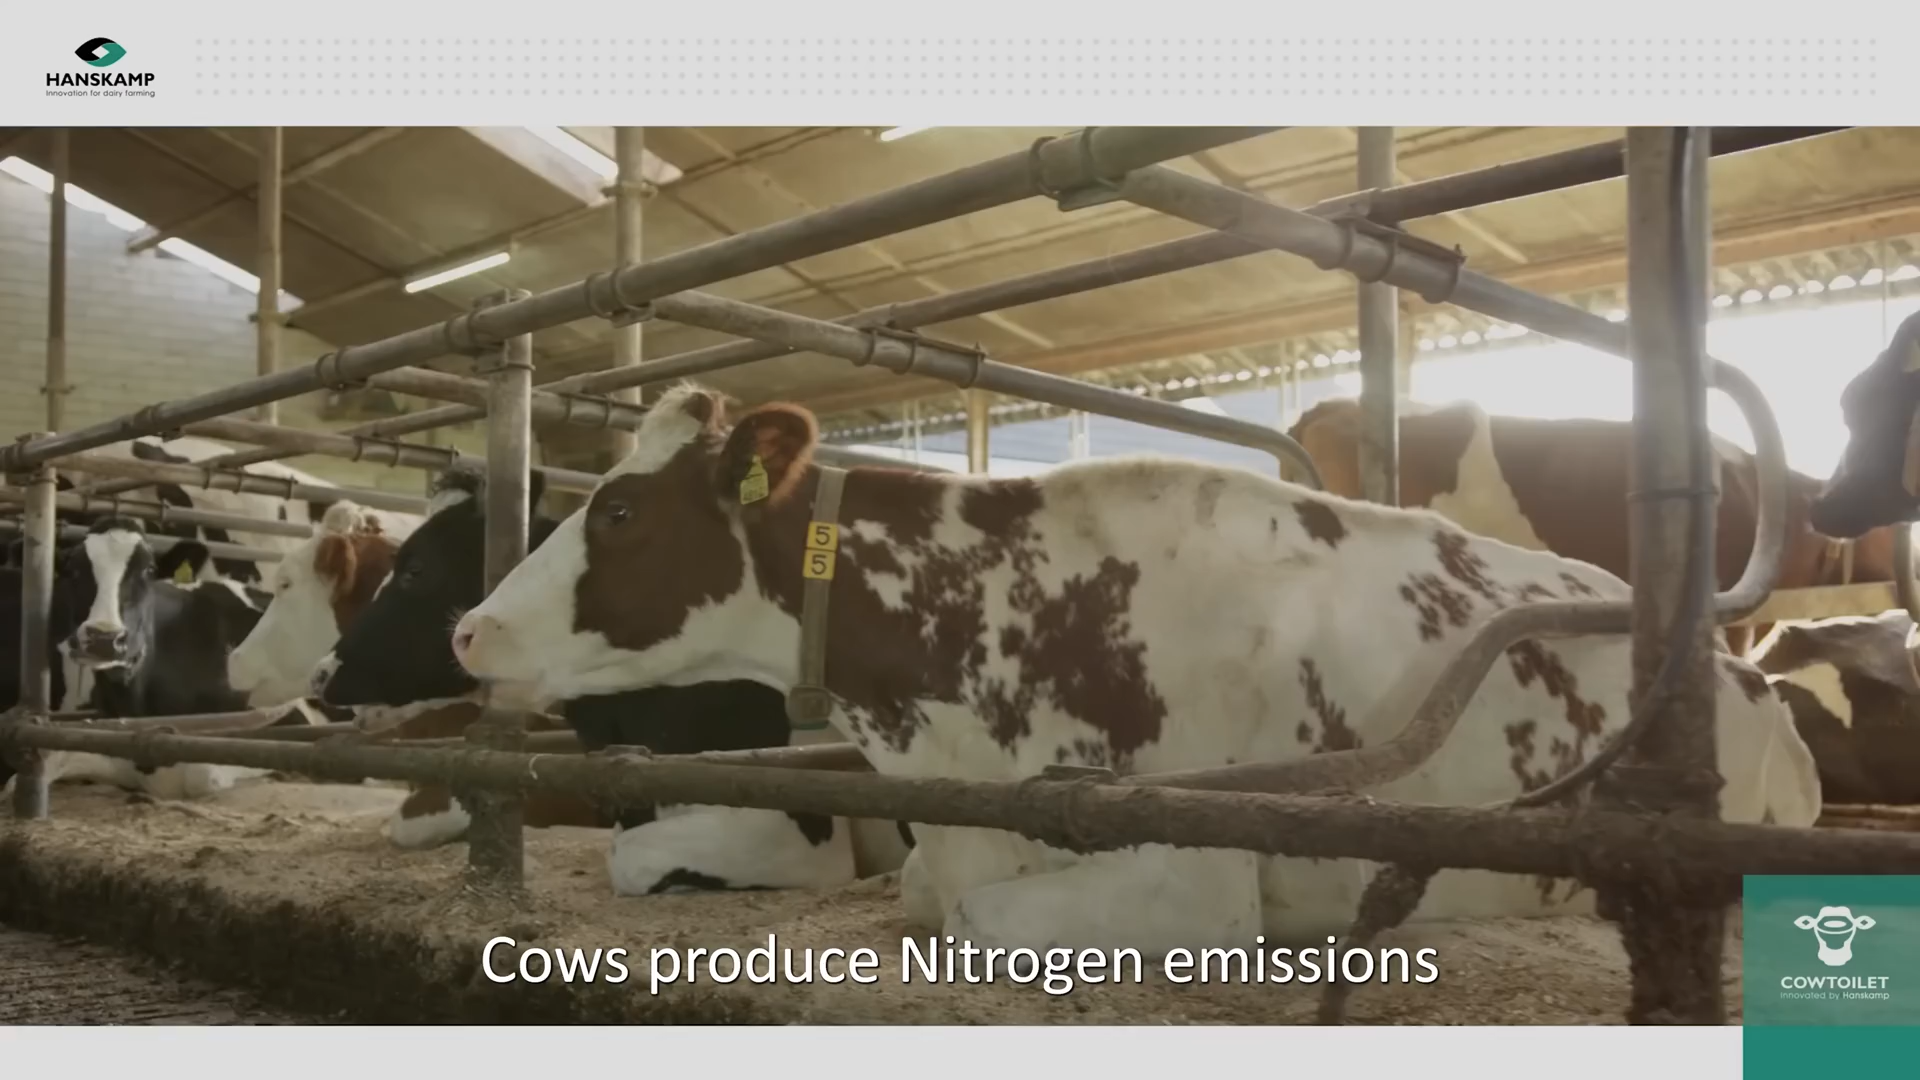 HANSKAMP
Innovation for dairy farming
5
5
Cows produce Nitrogen emissions
COWTOILET
Innovated by Hanskamp